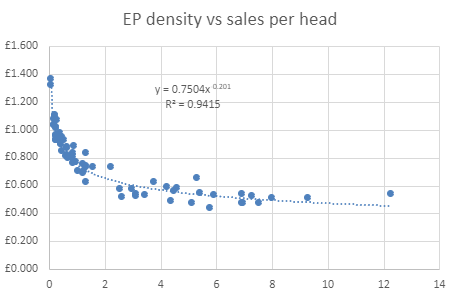 EP density vs sales per head
£1.600
£1.400
£1.200
£1.000
£0.800
£0.600
£0.400
£0.200
£0.000
y = 0.7504x^0.201
R² = 0.9415
0 2 4 6 8 10 12 14